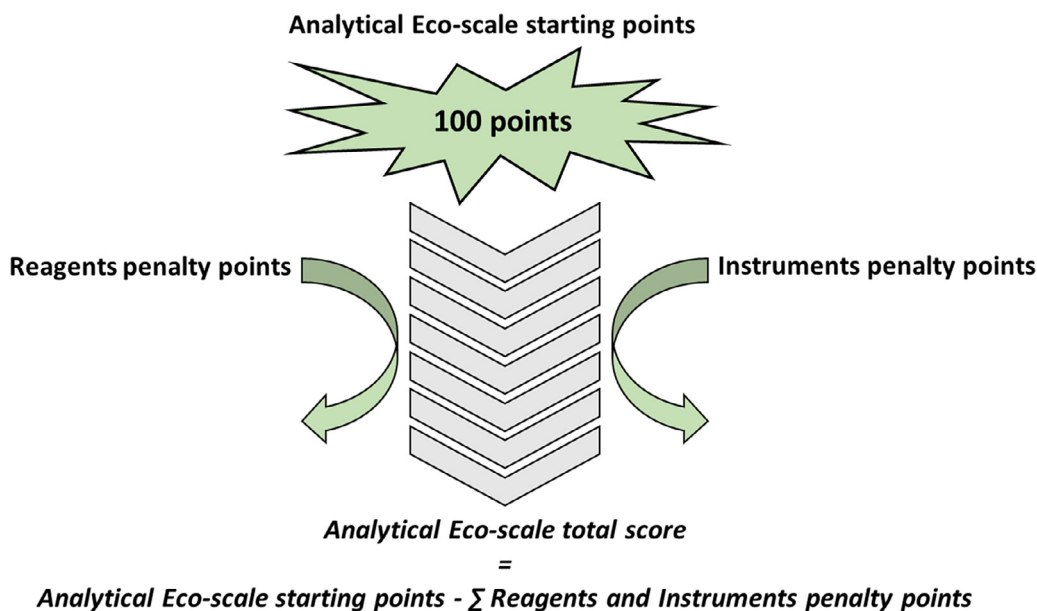 Analytical Eco-scale starting points
100 points
Reagents penalty points
Instruments penalty points
Analytical Eco-scale total score
=
Analytical Eco-scale starting points - ∑ Reagents and Instruments penalty points